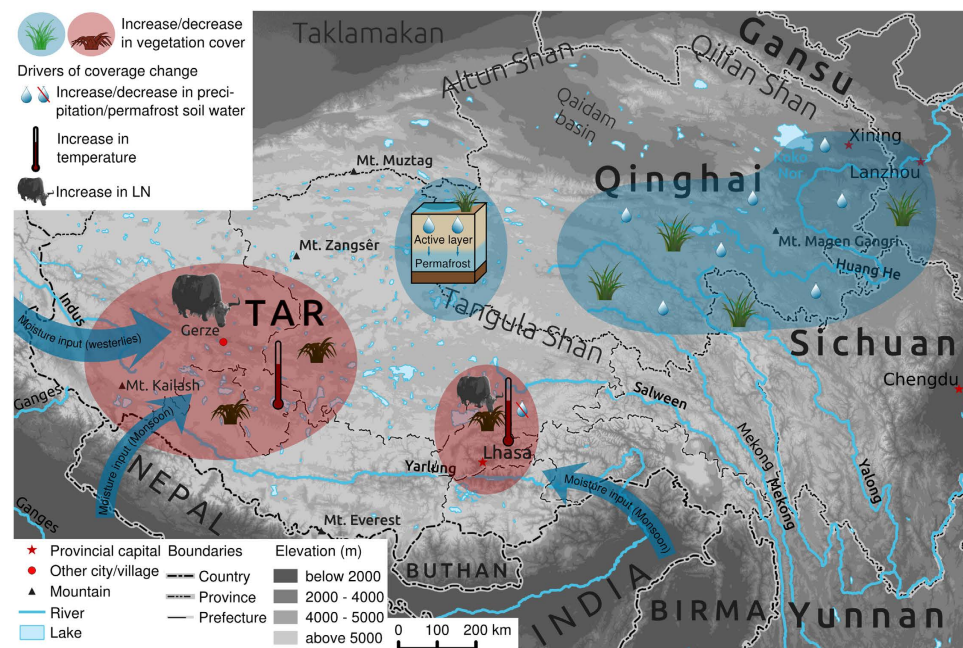 Increase/decrease
in vegetation cover
Drivers of coverage change
Increase/decrease in preci-
pitation/permafrost soil water
Increase in
temperature
Increase in LN
Taklamakan
Altun Shan
Qilian Shan
Gansu
Qaidam
basin
Xining
Koko
Nor
Lanzhou
Mt. Muztag
Qinghai
Mt. Zangsêr
Active layer
Permafrost
Mt. Magen Gangri
Huang He
Indus
TAR
Gerze
Moisture input (westerlies)
Tangula Shan
Sichuan
Chengdu
Mt. Kailash
Ganges
Moisture input (Monsoon)
Salween
Lhasa
Yarlung
Mekong
Mekong
Yalong
Moisture input (Monsoon)
NEPAL
Ganges
Mt. Everest
BUTHAN
INDIA
BIRMA
Yunnan
Provincial capital
Other city/village
Mountain
River
Lake
Boundaries
Country
Province
Prefecture
Elevation (m)
below 2000
2000 - 4000
4000 - 5000
above 5000
0 100 200 km